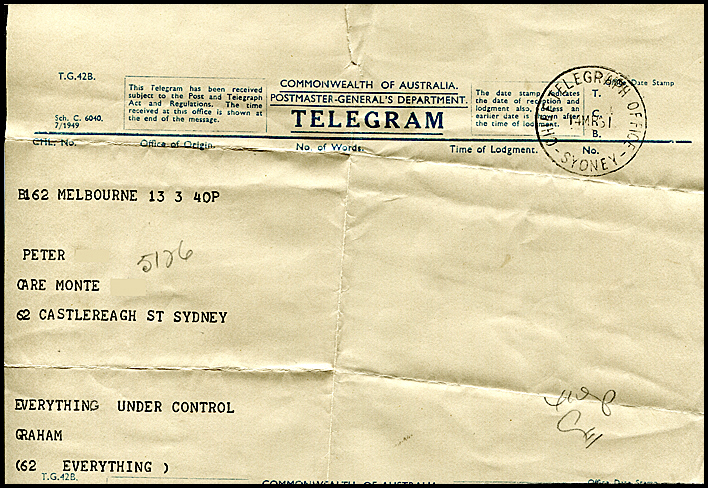 T.G.42B.
This Telegram has been received
subject to the Post and Telegraph
Act and Regulations. The time
received at this office is shown at
the end of the message.
Sch. C. 6040.
7/1949
COMMONWEALTH OF AUSTRALIA.
POSTMASTER-GENERAL'S DEPARTMENT.
TELEGRAM
The date stamp indicates
the date of reception and
lodgment also, unless an
earlier date is shown after
the time of lodgment.
Date Stamp
CHIEF TELEGRAPH OFFICE
T.
C.
B.
SYDNEY
Office of Origin.
No. of Words.
Time of Lodgment.
No.
B162 MELBOURNE 13 3 40P
PETER
5126
CARE MONTE
62 CASTLEREAGH ST SYDNEY
EVERYTHING UNDER CONTROL
GRAHAM
(62 EVERYTHING )
T.G.42B.
COMMONWEALTH OF AUSTRALIA
Office Date Stamp